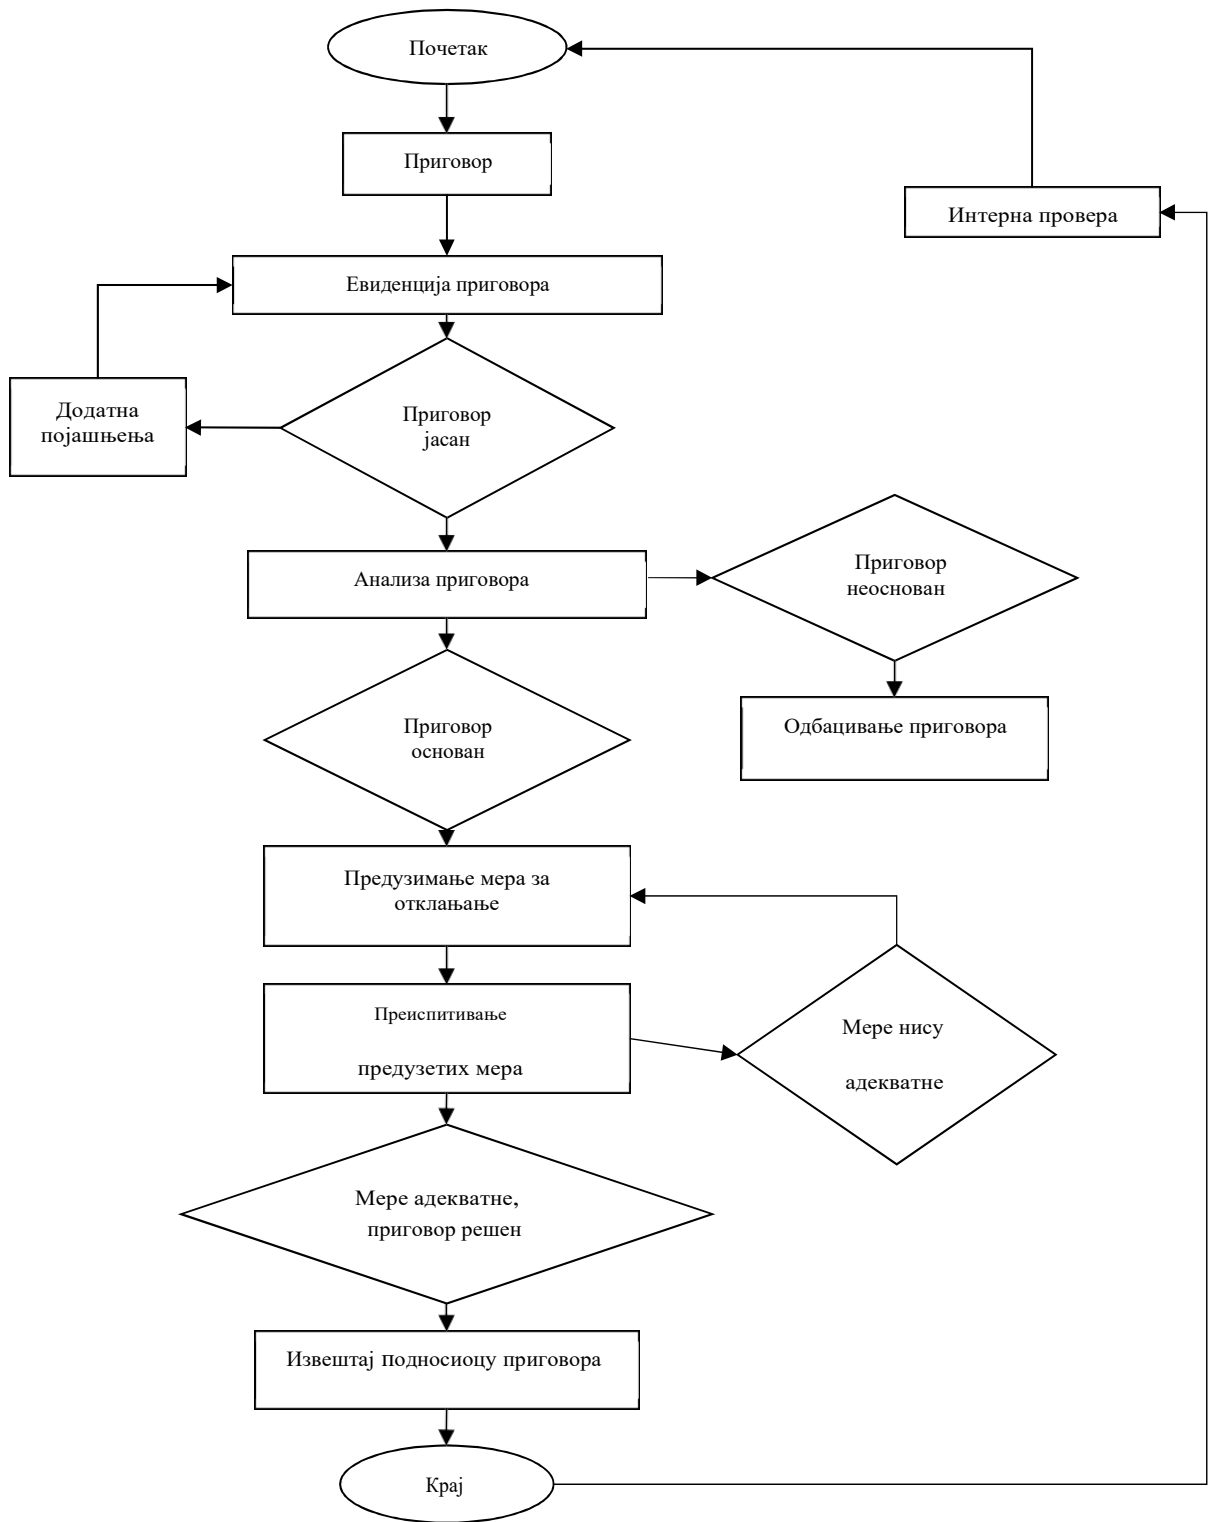 Почетак
Приговор
Интерна провера
Евиденција приговора
Додатна
појашњења
Приговор
јасан
Анализа приговора
Приговор
неоснован
Приговор
основан
Одбацивање приговора
Предузимање мера за
отклањање
Преиспитивање
предузетих мера
Мере нису
адекватне
Мере адекватне,
приговор решен
Извештај подносиоцу приговора
Крај